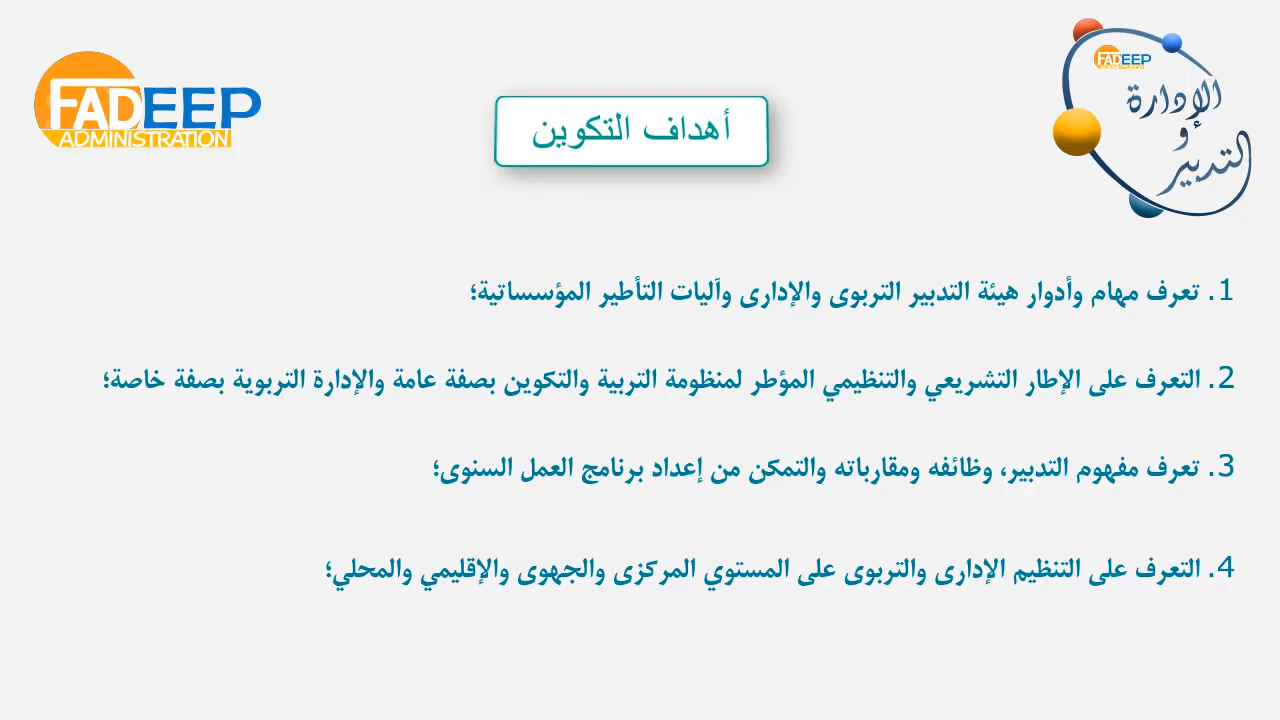 FADEEP
ADMINISTRATION
FADEEP
ADMINISTRATION
الإدارة
و
التدبير
أهداف التكوين
1. تعرف مهام وأدوار هيئة التدبير التربوى والإدارى وآليات التأطير المؤسساتية؛
2. التعرف على الإطار التشريعي والتنظيمي المؤطر لمنظومة التربية والتكوين بصفة عامة والإدارة التربوية بصفة خاصة؛
3. تعرف مفهوم التدبير، وظائفه ومقارباته والتمكن من إعداد برنامج العمل السنوى؛
4. التعرف على التنظيم الإدارى والتربوى على المستوي المركزى والجهوى والإقليمي والمحلي؛